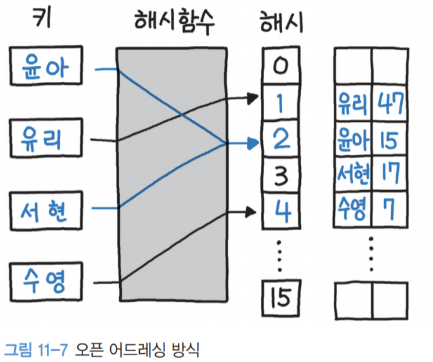 키 해시함수 해시
윤아
유리
서현
수영
0
1 유리 47
2 윤아 15
3 서현 17
4 수영 7
15
그림 11-7 오픈 어드레싱 방식